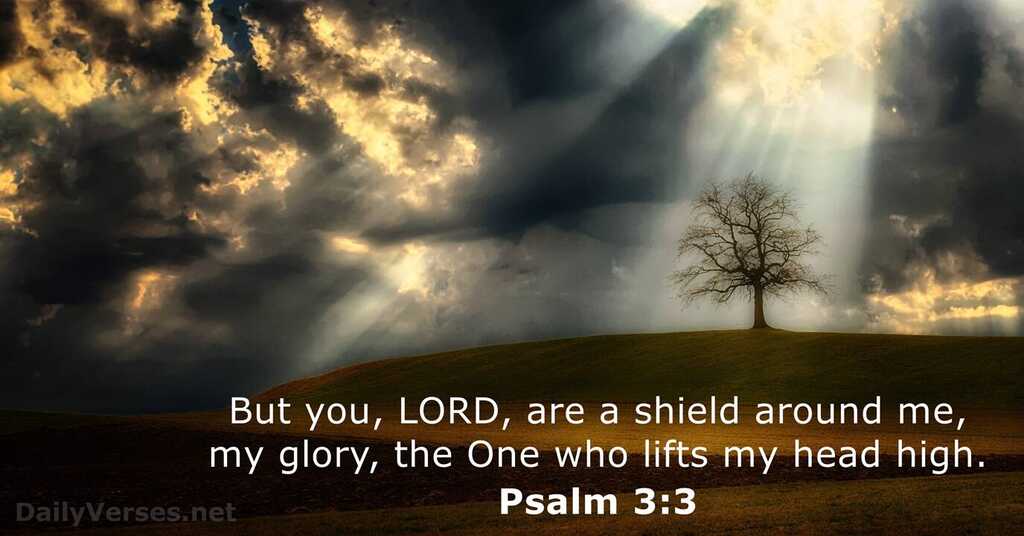 But you, LORD, are a shield around me,
my glory, the One who lifts my head high.
Psalm 3:3
DailyVerses.net